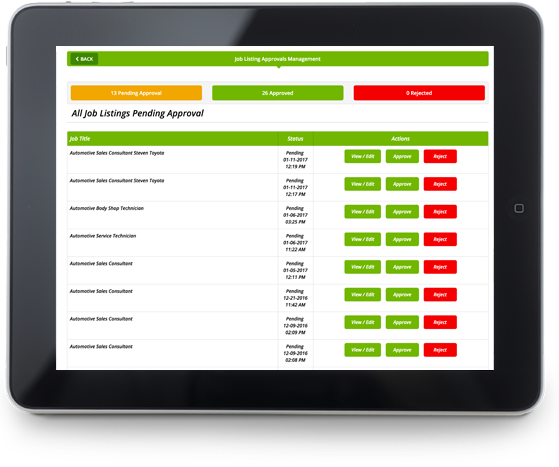 < BACK
Job Listing Approvals Management
13 Pending Approval
26 Approved
0 Rejected
All Job Listings Pending Approval
Job Title
Status
Actions
Automotive Sales Consultant Steven Toyota
Pending
01-11-2017
12:19 PM
View / Edit
Approve
Reject
Automotive Sales Consultant Steven Toyota
Pending
01-11-2017
12:17 PM
View / Edit
Approve
Reject
Automotive Body Shop Technician
Pending
01-06-2017
03:25 PM
View / Edit
Approve
Reject
Automotive Service Technician
Pending
01-06-2017
11:22 AM
View / Edit
Approve
Reject
Automotive Sales Consultant
Pending
01-05-2017
12:11 PM
View / Edit
Approve
Reject
Automotive Sales Consultant
Pending
12-21-2016
11:42 AM
View / Edit
Approve
Reject
Automotive Sales Consultant
Pending
12-09-2016
02:09 PM
View / Edit
Approve
Reject
Automotive Sales Consultant
Pending
12-09-2016
02:08 PM
View / Edit
Approve
Reject